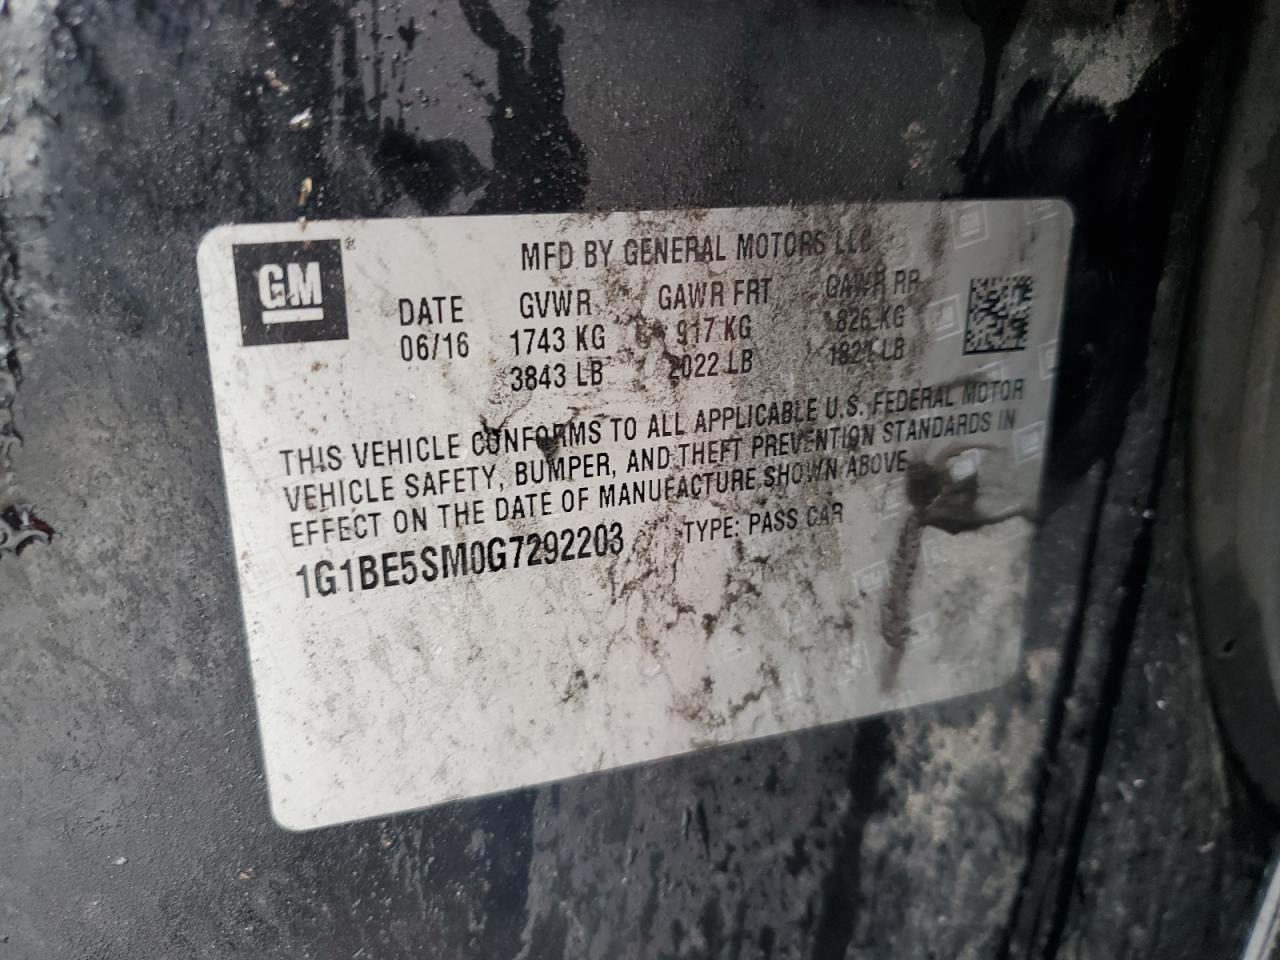 GM®
MFD BY GENERAL MOTORS LLC
DATE GVWR GAWR FRT GAWR RR
06/16 1743 KG 917 KG 826 KG
3843 LB 2022 LB 1821 LB
THIS VEHICLE CONFORMS TO ALL APPLICABLE U.S. FEDERAL MOTOR
VEHICLE SAFETY, BUMPER, AND THEFT PREVENTION STANDARDS IN
EFFECT ON THE DATE OF MANUFACTURE SHOWN ABOVE
1G1BE5SM0G7292203 TYPE: PASS CAR